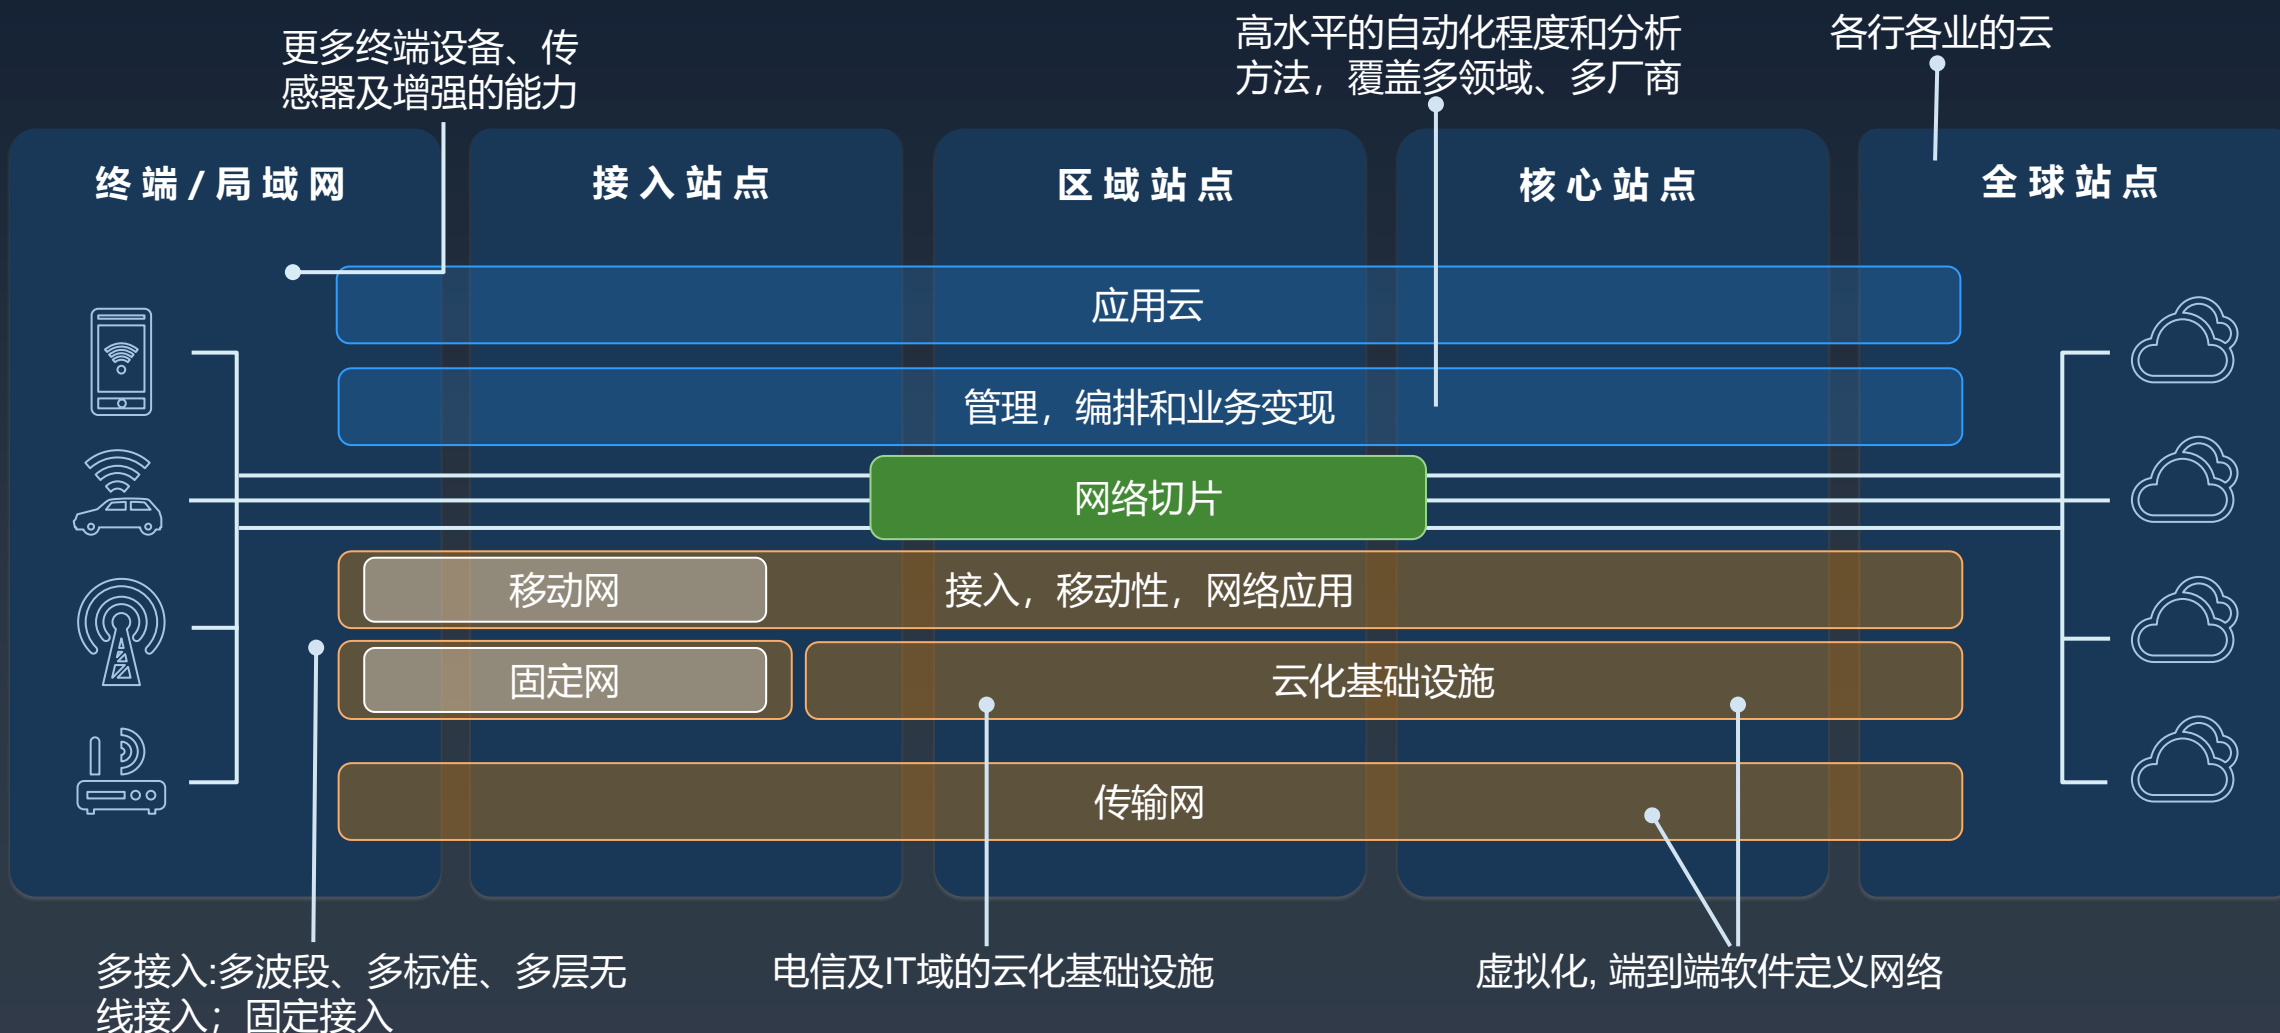 更多终端设备、传
感器及增强的能力
高水平的自动化程度和分析
方法，覆盖多领域、多厂商
各行各业的云
终端/局域网
接入站点
区域站点
核心站点
全球站点
应用云
管理，编排和业务变现
网络切片
移动网
接入，移动性，网络应用
固定网
云化基础设施
传输网
多接入:多波段、多标准、多层无
线接入；固定接入
电信及IT域的云化基础设施
虚拟化, 端到端软件定义网络